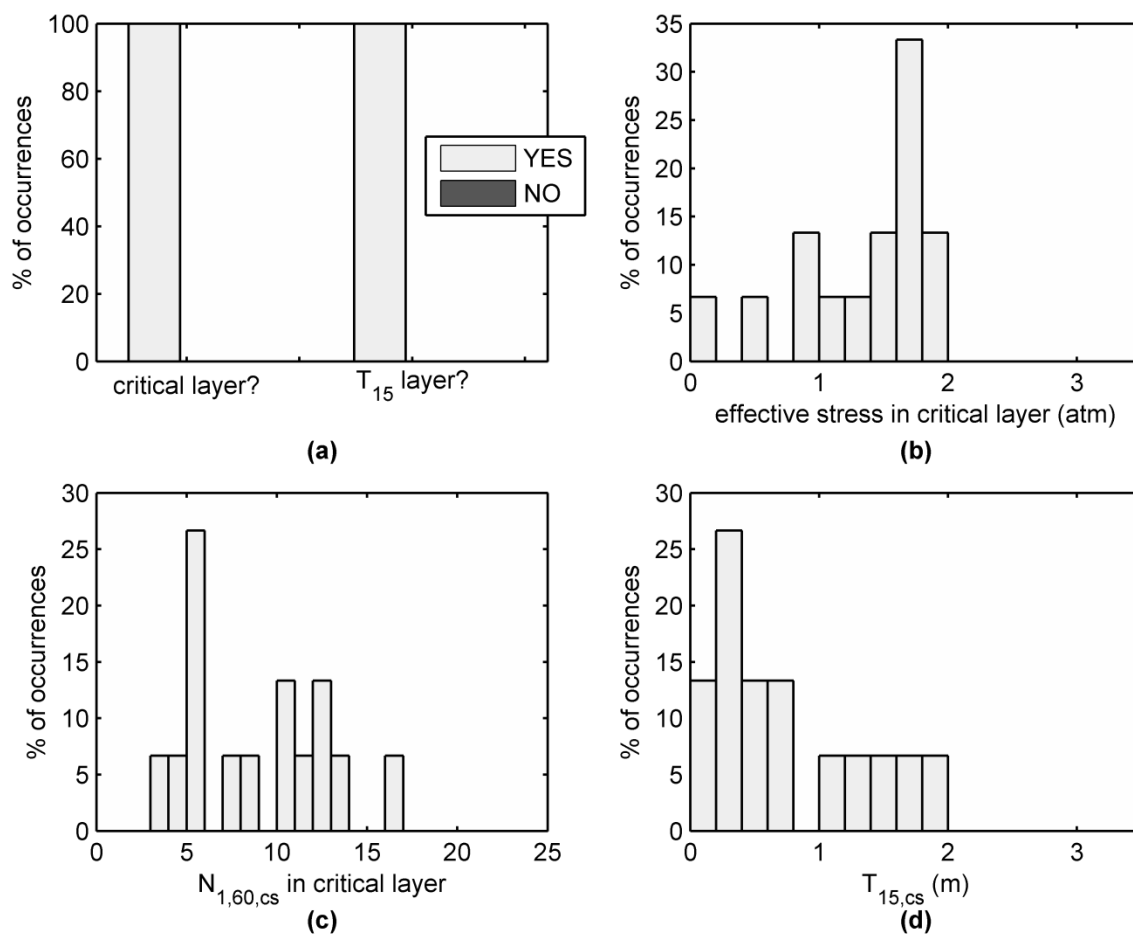 100
80
60
40
20
0
% of occurrences
critical layer?
T15 layer?
YES
NO
(a)
35
30
25
20
15
10
5
0
% of occurrences
0 1 2 3
effective stress in critical layer (atm)
(b)
30
25
20
15
10
5
0
% of occurrences
0 5 10 15 20 25
N1,60,cs in critical layer
(c)
30
25
20
15
10
5
0
% of occurrences
0 1 2 3
T15,cs (m)
(d)